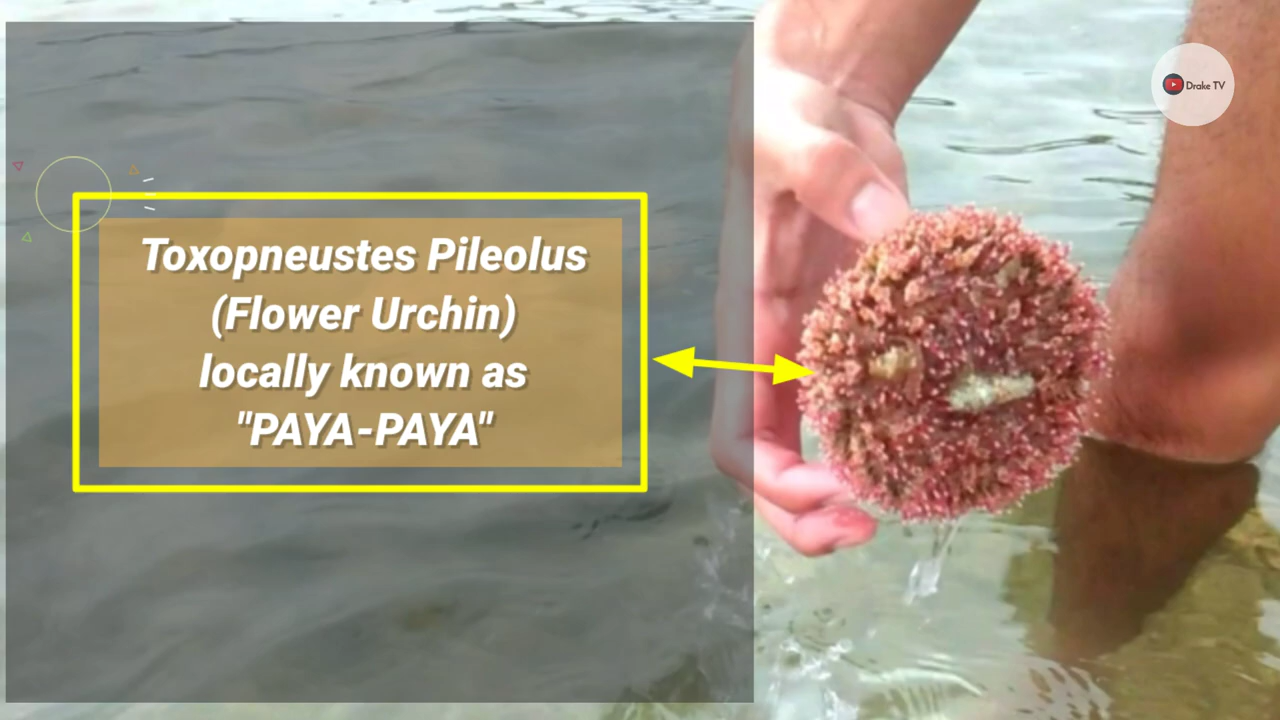 Toxopneustes Pileolus
(Flower Urchin)
locally known as
"PAYA-PAYA"
Drake TV